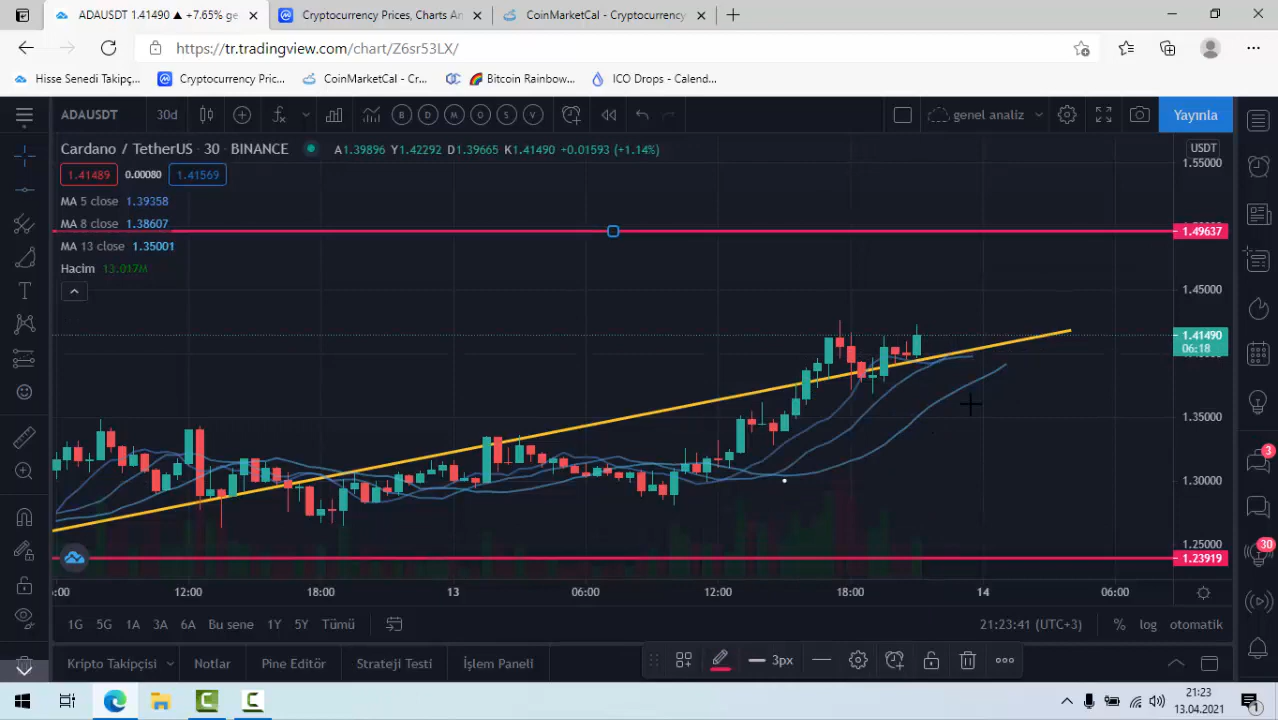 ADAUSDT 1.41490 ▲ +7.65% ge
Cryptocurrency Prices, Charts An
CoinMarketCal - Cryptocurrency
https://tr.tradingview.com/chart/Z6sr53LX/
Hisse Senedi Takipç...
Cryptocurrency Pric...
CoinMarketCal - Cr...
Bitcoin Rainbow...
ICO Drops - Calend...
ADAUSDT
30d
B D M G S V
genel analiz
Yayınla
Cardano / TetherUS · 30 · BINANCE
A1.39896 Y1.42292 D1.39665 K1.41490 +0.01593 (+1.14%)
USDT
1.55000
1.41489 0.00080 1.41569
MA 5 close 1.39358
MA 8 close 1.38607
1.49637
MA 13 close 1.35001
Hacim 13.017M
1.45000
1.41490
06:18
1.35000
1.30000
1.25000
1.23919
3
30
:00 12:00 18:00 13 06:00 12:00 18:00 14 06:00
1G 5G 1A 3A 6A Bu sene 1Y 5Y Tümü
21:23:41 (UTC+3)
% log otomatik
Kripto Takipçisi
Notlar
Pine Editör
Strateji Testi
İşlem Paneli
3px
21:23
13.04.2021
1